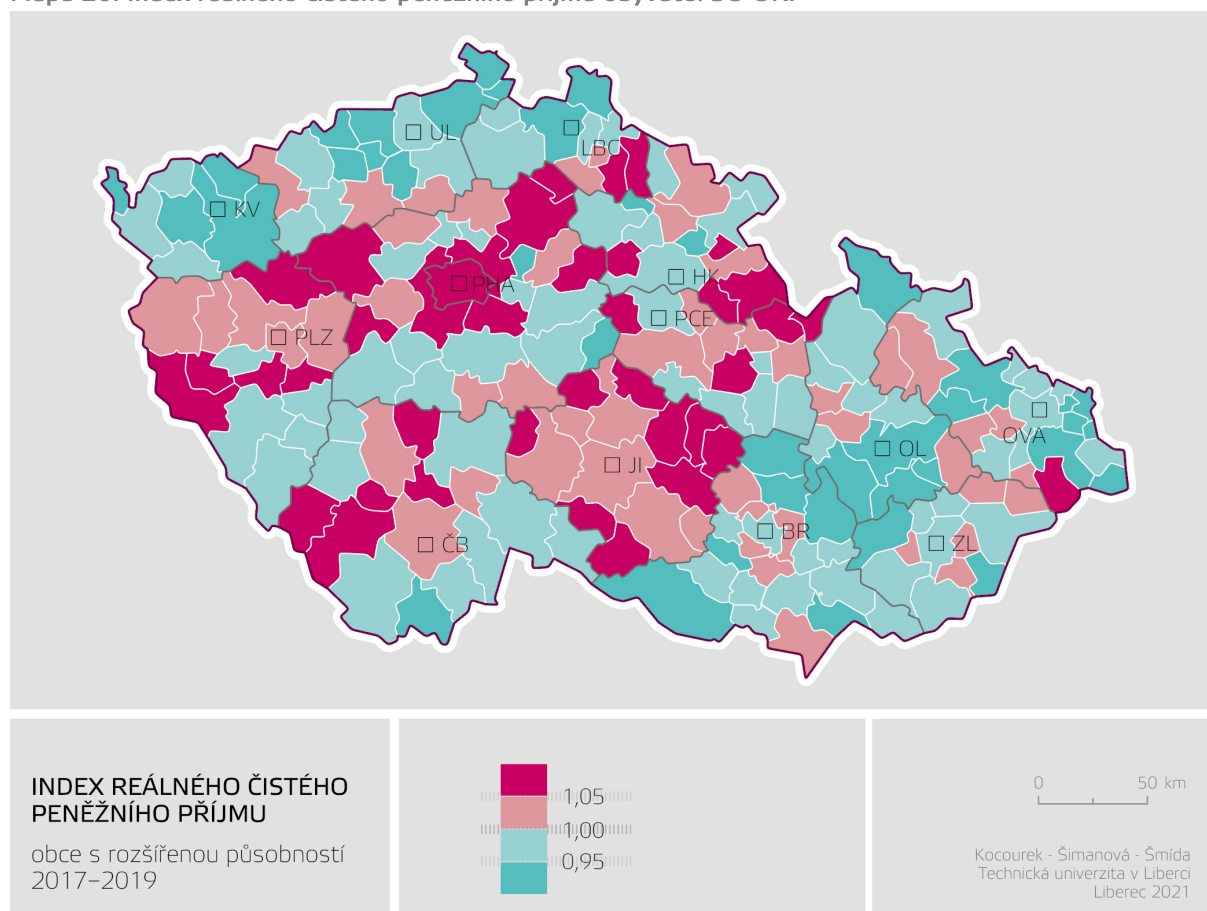 UL
LBC
KV
HK
PHA
PCE
PLZ
OVA
OL
JI
BR
ČB
ZL
INDEX REÁLNÉHO ČISTÉHO
PENĚŽNÍHO PŘÍJMU
obce s rozšířenou působností
2017–2019
1,05
1,00
0,95
0 50 km
Kocourek - Šimanová - Šmída
Technická univerzita v Liberci
Liberec 2021